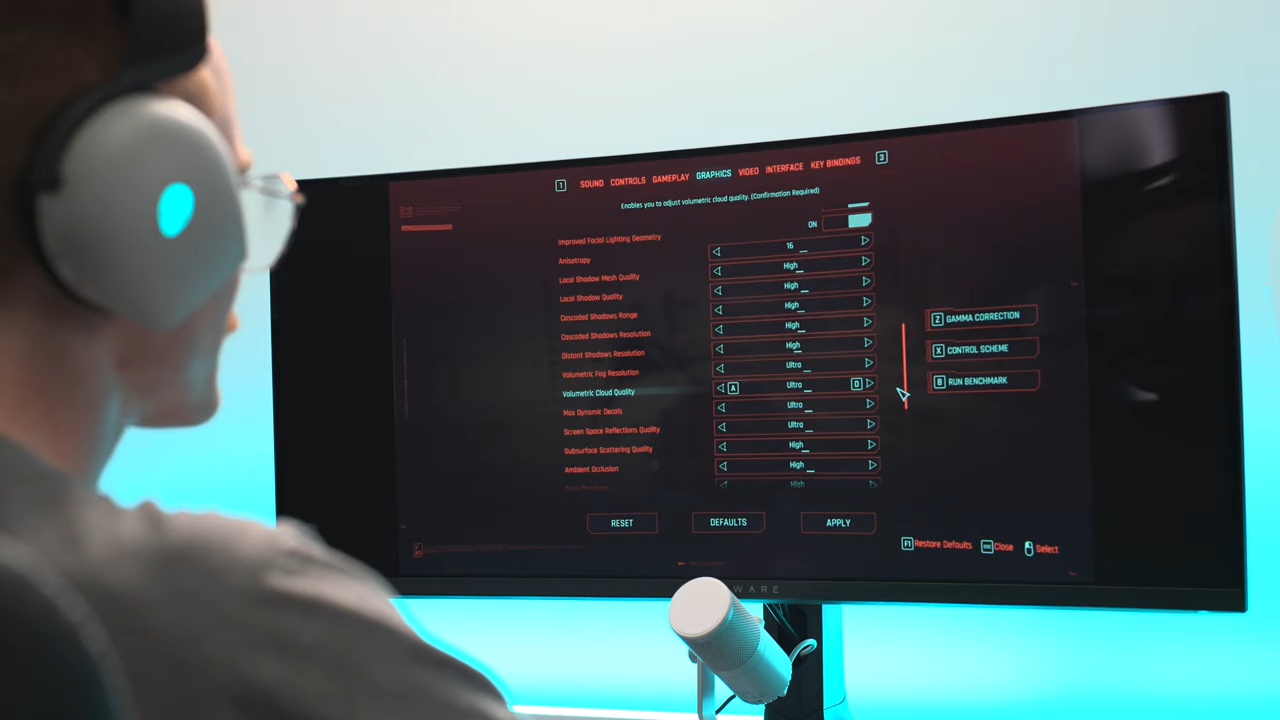 1 SOUND CONTROLS GAMEPLAY GRAPHICS VIDEO INTERFACE KEY BINDINGS 3
Enables you to adjust volumetric cloud quality. (Confirmation Required)
Improved Facial Lighting Geometry ON
Anisotropy 16
Local Shadow Mesh Quality High
Local Shadow Quality High
Cascaded Shadows Range High
Cascaded Shadows Resolution High
Distant Shadows Resolution High
Volumetric Fog Resolution Ultra
Volumetric Cloud Quality A Ultra D
Max Dynamic Decals Ultra
Screen Space Reflections Quality Ultra
Subsurface Scattering Quality High
Ambient Occlusion High
High
Z GAMMA CORRECTION
X CONTROL SCHEME
B RUN BENCHMARK
RESET DEFAULTS APPLY
F1 Restore Defaults ESC Close Select
WARE